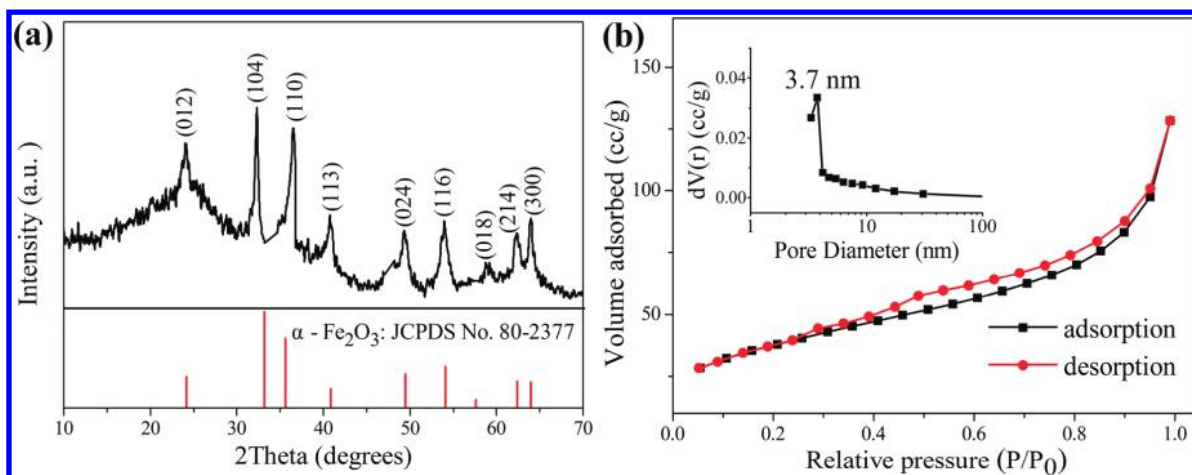 (a)
(012)
(104)
(110)
(113)
(024)
(116)
(018)
(214)
(300)
Intensity (a.u.)
α - Fe₂O₃: JCPDS No. 80-2377
10 20 30 40 50 60 70
2Theta (degrees)
(b)
150
100
50
Volume adsorbed (cc/g)
3.7 nm
0.04
0.02
0.00
dV(r) (cc/g)
1 10 100
Pore Diameter (nm)
adsorption
desorption
0.0 0.2 0.4 0.6 0.8 1.0
Relative pressure (P/P₀)